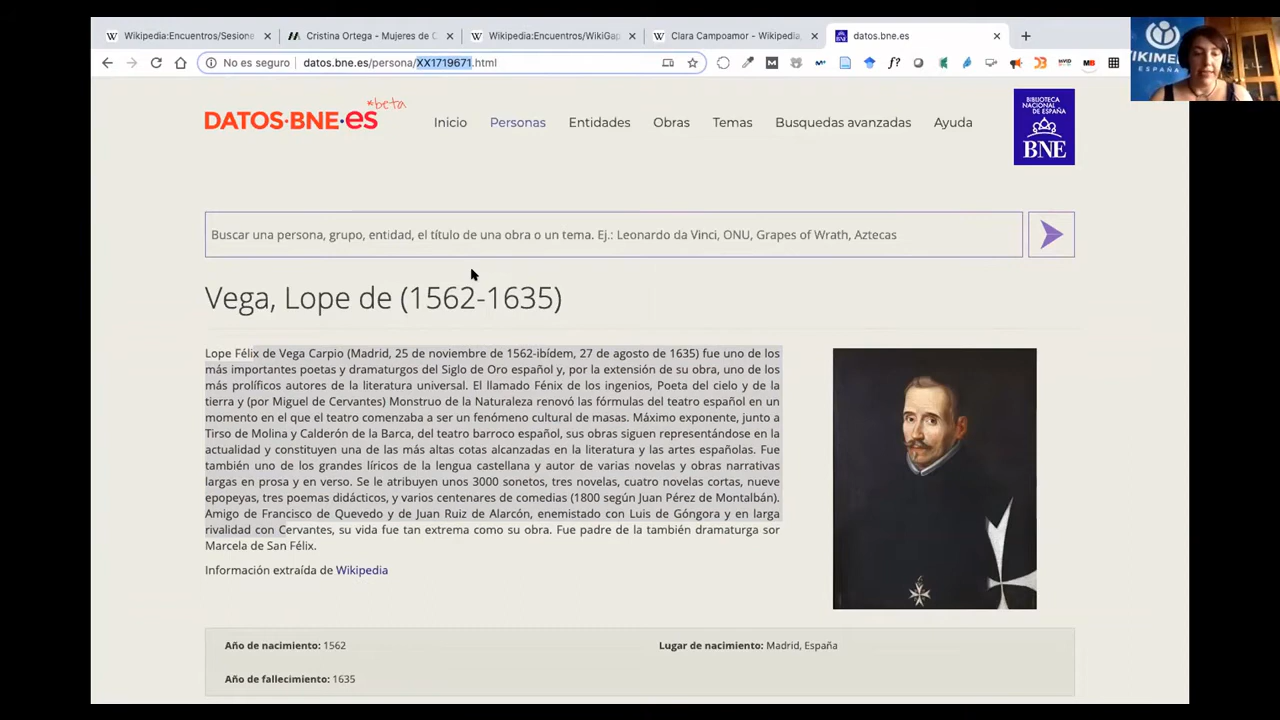 Wikipedia:Encuentros/Sesione
Cristina Ortega - Mujeres de C
Wikipedia:Encuentros/WikiGap
Clara Campoamor - Wikipedia,
datos.bne.es
No es seguro
datos.bne.es/persona/XX1719671.html
WIKIMEDIA
ESPAÑA
DATOS·BNE·es
*beta
Inicio
Personas
Entidades
Obras
Temas
Busquedas avanzadas
Ayuda
BIBLIOTECA
NACIONAL
DE ESPAÑA
BNE
Buscar una persona, grupo, entidad, el título de una obra o un tema. Ej.: Leonardo da Vinci, ONU, Grapes of Wrath, Aztecas
Vega, Lope de (1562-1635)
Lope Félix de Vega Carpio (Madrid, 25 de noviembre de 1562-ibídem, 27 de agosto de 1635) fue uno de los
más importantes poetas y dramaturgos del Siglo de Oro español y, por la extensión de su obra, uno de los
más prolíficos autores de la literatura universal. El llamado Fénix de los ingenios, Poeta del cielo y de la
tierra y (por Miguel de Cervantes) Monstruo de la Naturaleza renovó las fórmulas del teatro español en un
momento en el que el teatro comenzaba a ser un fenómeno cultural de masas. Máximo exponente, junto a
Tirso de Molina y Calderón de la Barca, del teatro barroco español, sus obras siguen representándose en la
actualidad y constituyen una de las más altas cotas alcanzadas en la literatura y las artes españolas. Fue
también uno de los grandes líricos de la lengua castellana y autor de varias novelas y obras narrativas
largas en prosa y en verso. Se le atribuyen unos 3000 sonetos, tres novelas, cuatro novelas cortas, nueve
epopeyas, tres poemas didácticos, y varios centenares de comedias (1800 según Juan Pérez de Montalbán).
Amigo de Francisco de Quevedo y de Juan Ruiz de Alarcón, enemistado con Luis de Góngora y en larga
rivalidad con Cervantes, su vida fue tan extrema como su obra. Fue padre de la también dramaturga sor
Marcela de San Félix.
Información extraída de Wikipedia
Año de nacimiento: 1562
Lugar de nacimiento: Madrid, España
Año de fallecimiento: 1635